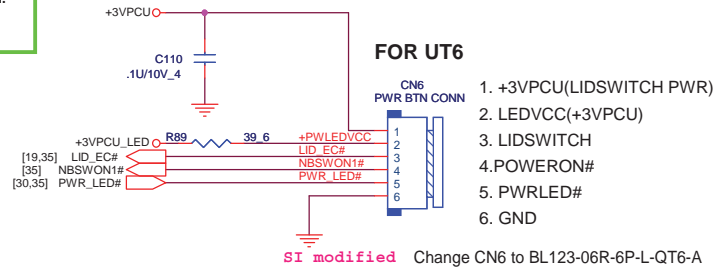 +3VPCU
C110
.1U/10V_4
FOR UT6
CN6
PWR BTN CONN
+3VPCU_LED R89 39_6 +PWLEDVCC
[19,35] LID_EC# LID_EC#
[35] NBSWON1# NBSWON1#
[30,35] PWR_LED# PWR_LED#
1
2
3
4
5
6
1. +3VPCU(LIDSWITCH PWR)
2. LEDVCC(+3VPCU)
3. LIDSWITCH
4.POWERON#
5. PWRLED#
6. GND
SI modified Change CN6 to BL123-06R-6P-L-QT6-A